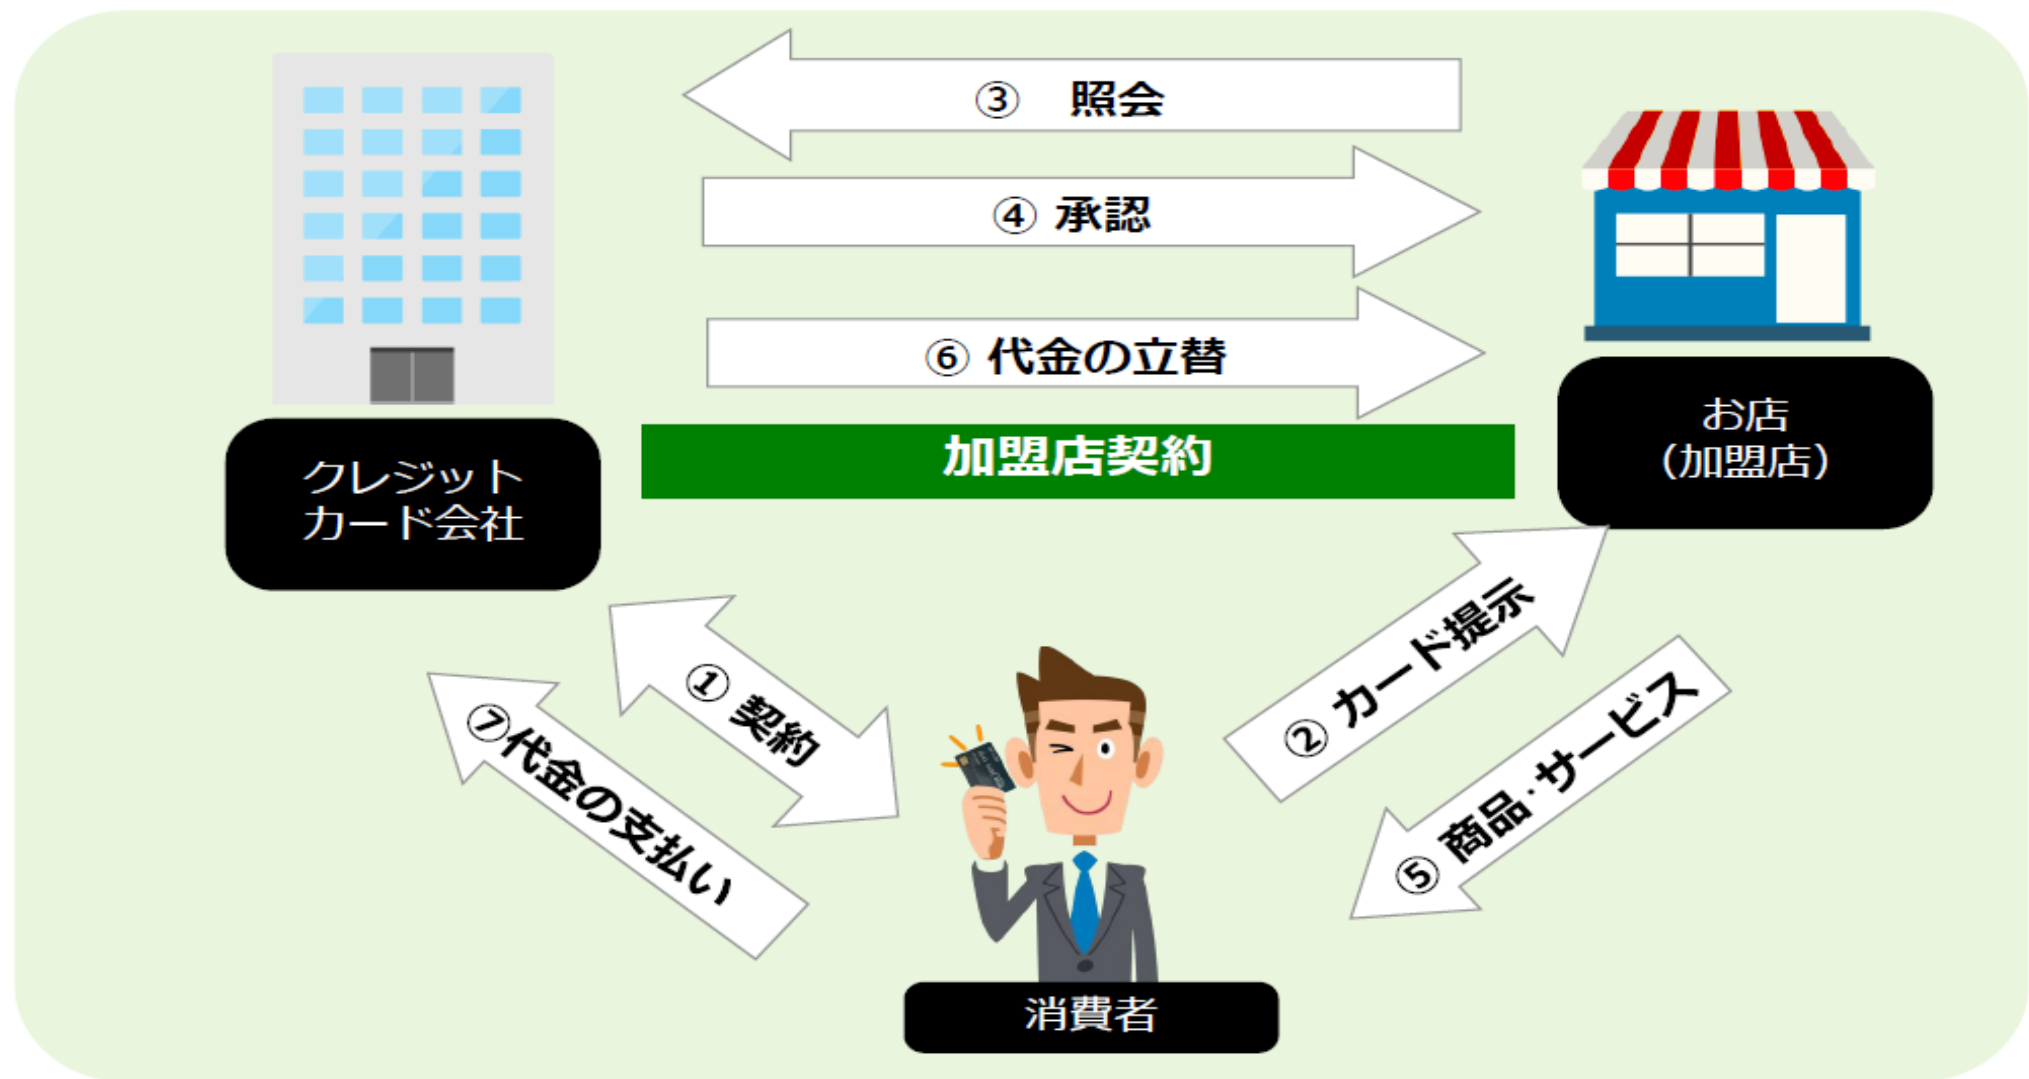 ③　照会
④ 承認
⑥ 代金の立替
加盟店契約
クレジット
カード会社
お店
（加盟店）
① 契約
⑦代金の支払い
② カード提示
⑤ 商品・サービス
消費者